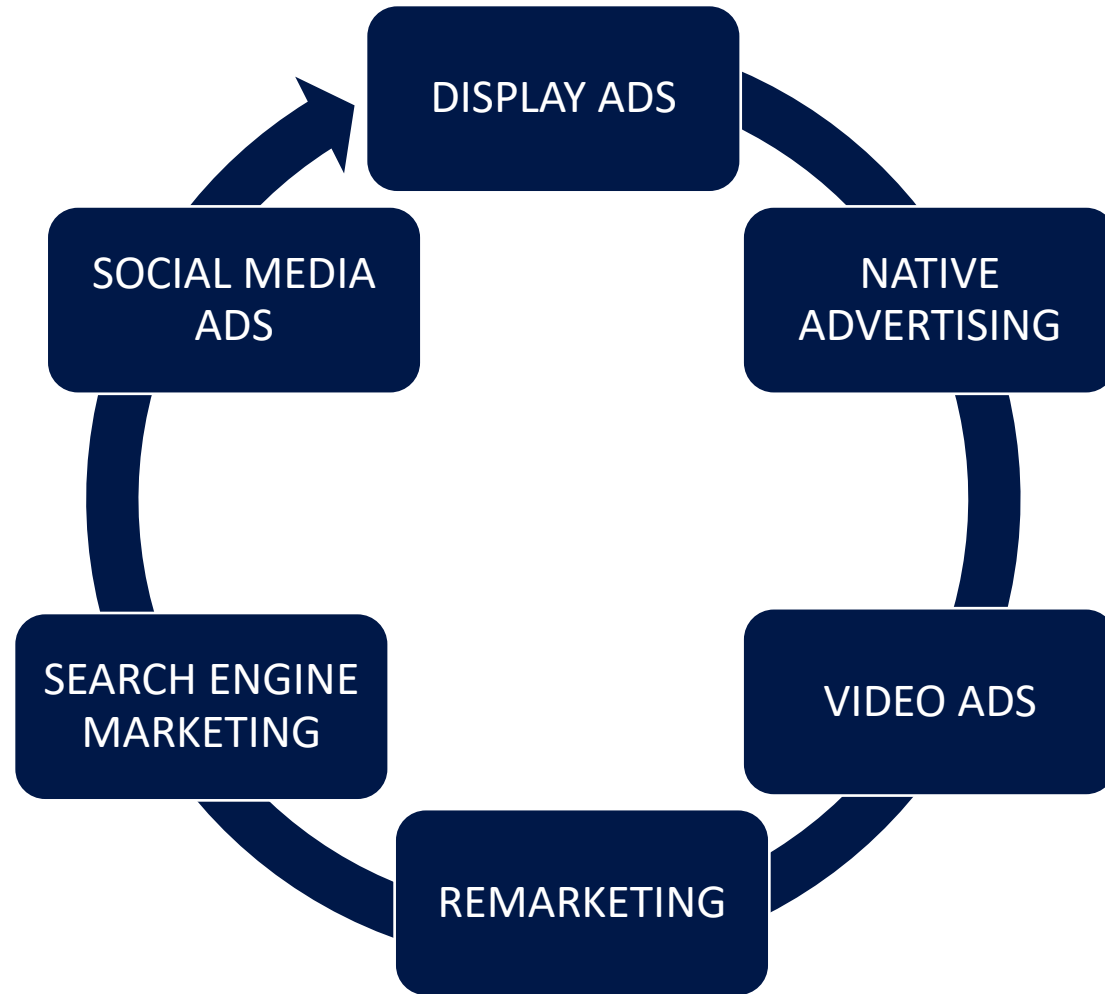 DISPLAY ADS
NATIVE
ADVERTISING
VIDEO ADS
REMARKETING
SEARCH ENGINE
MARKETING
SOCIAL MEDIA
ADS